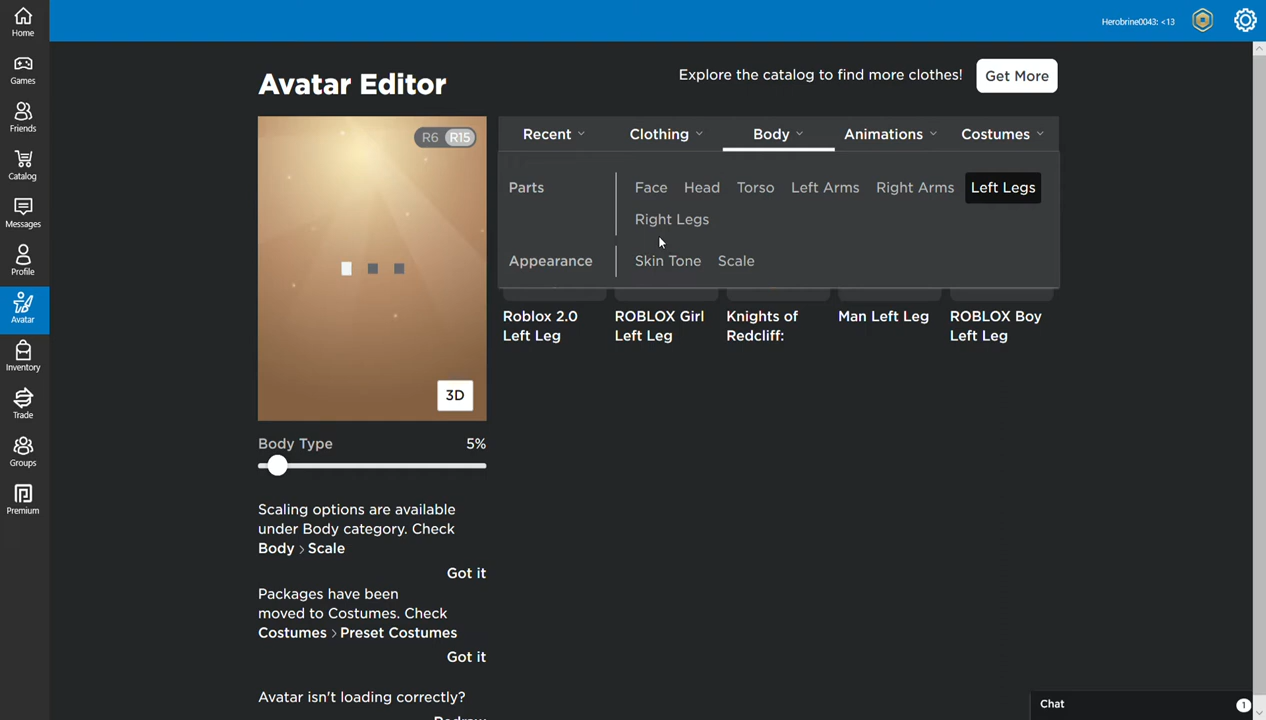 Home
Games
Friends
Catalog
Messages
Profile
Avatar
Inventory
Trade
Groups
Premium
Herobrine0043: <13
Avatar Editor
Explore the catalog to find more clothes!
Get More
R6 R15
3D
Body Type 5%
Scaling options are available
under Body category. Check
Body > Scale
Got it
Packages have been
moved to Costumes. Check
Costumes > Preset Costumes
Got it
Avatar isn't loading correctly?
Redraw
Recent Clothing Body Animations Costumes
Parts
Face Head Torso Left Arms Right Arms Left Legs
Right Legs
Appearance
Skin Tone Scale
Roblox 2.0
Left Leg
ROBLOX Girl
Left Leg
Knights of
Redcliff:
Man Left Leg
ROBLOX Boy
Left Leg
Chat 1